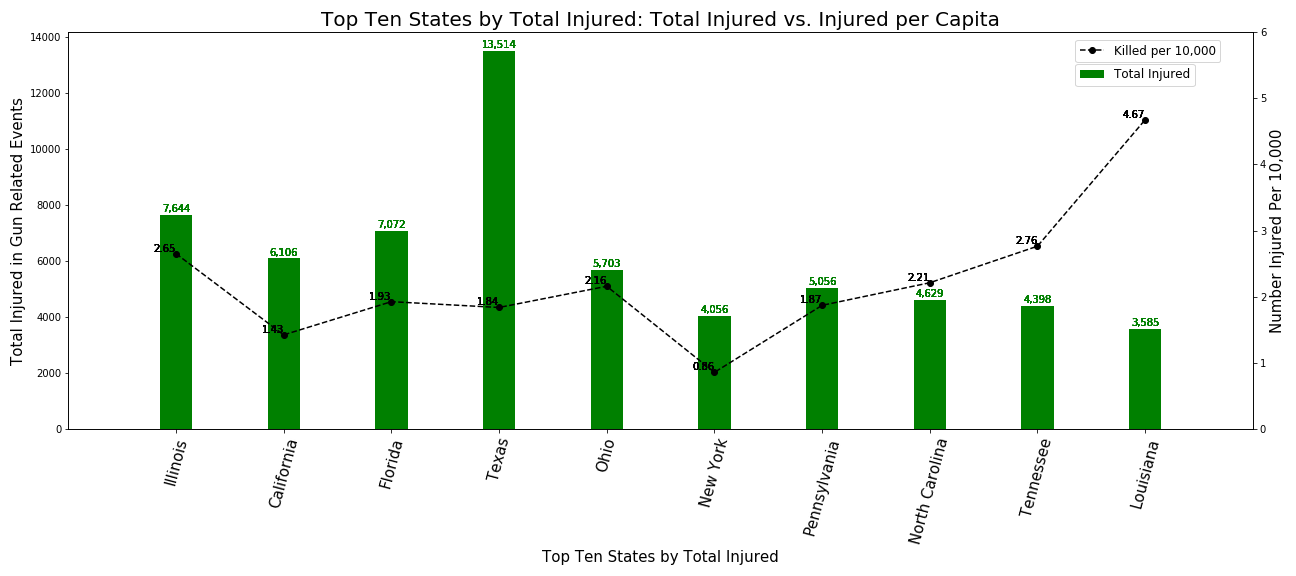 Top Ten States by Total Injured: Total Injured vs. Injured per Capita
Total Injured in Gun Related Events
14000
12000
10000
8000
6000
4000
2000
0
Killed per 10,000
Total Injured
7,644
6,106
7,072
13,514
5,703
4,056
5,056
4,629
4,398
3,585
2.65
1.43
1.93
1.84
2.16
0.86
1.87
2.21
2.76
4.67
6
5
4
3
2
1
0
Number Injured Per 10,000
Illinois
California
Florida
Texas
Ohio
New York
Pennsylvania
North Carolina
Tennessee
Louisiana
Top Ten States by Total Injured